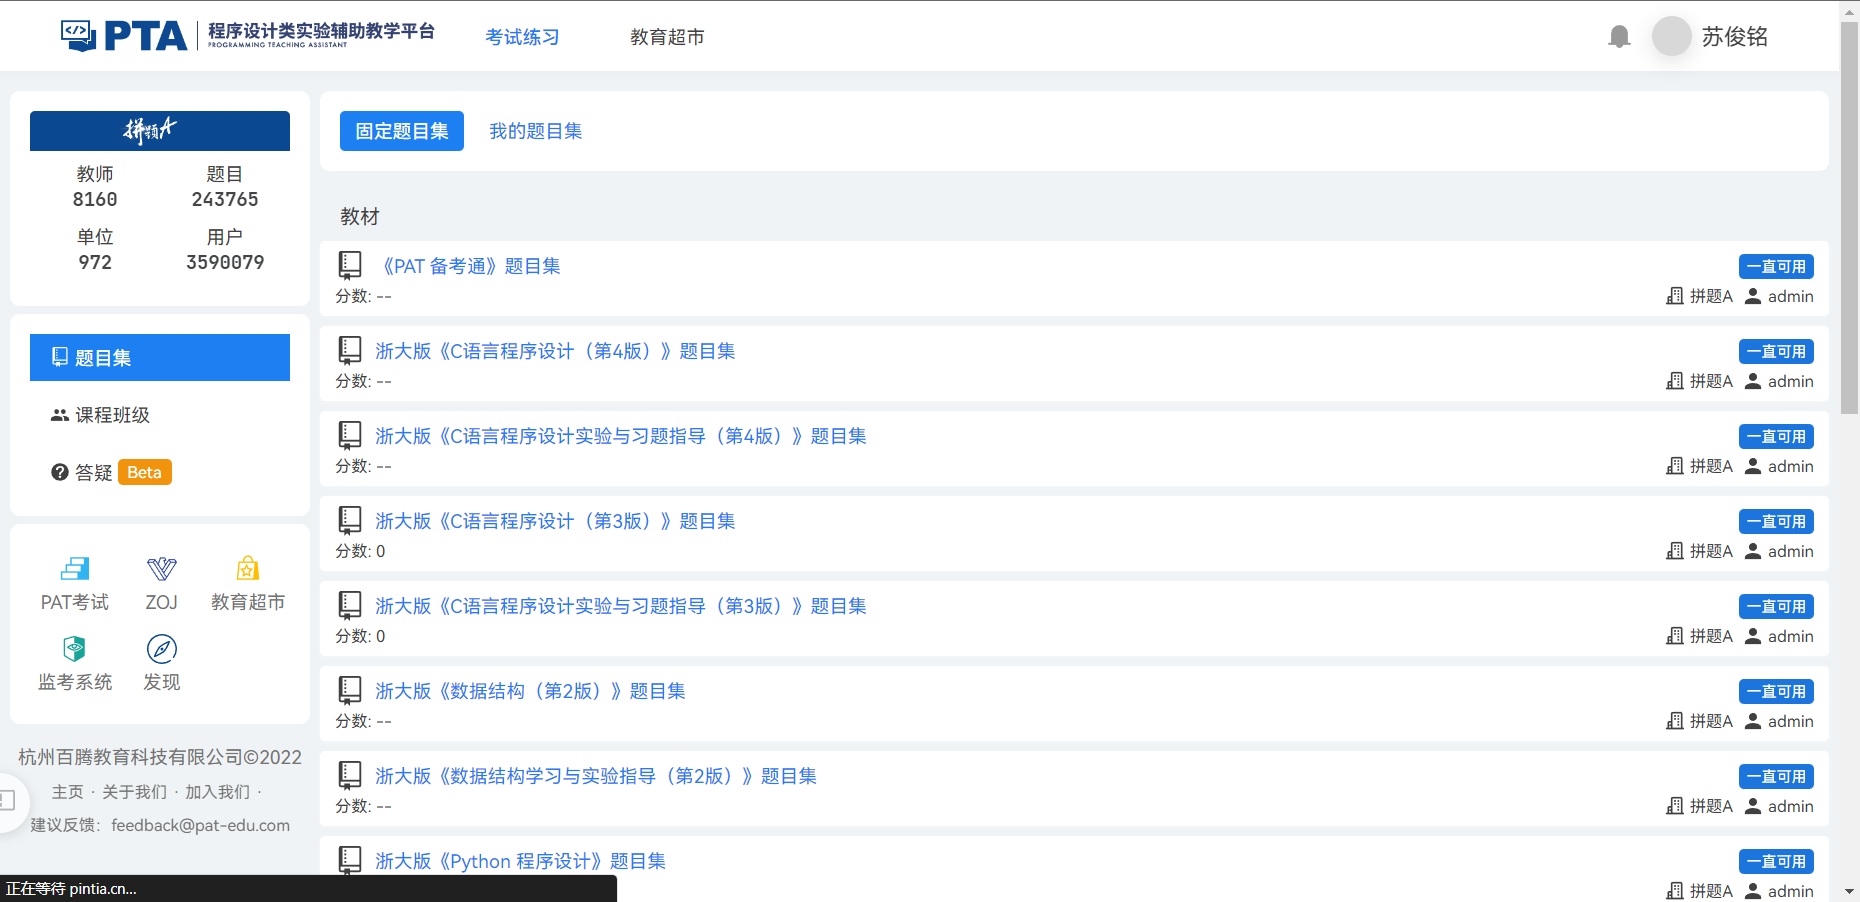 PTA 程序设计类实验辅助教学平台
PROGRAMMING TEACHING ASSISTANT
考试练习
教育超市
苏俊铭
拼题A
教师
8160
题目
243765
单位
972
用户
3590079
题目集
课程班级
答疑 Beta
PAT考试
ZOJ
教育超市
监考系统
发现
杭州百腾教育科技有限公司©2022
主页 · 关于我们 · 加入我们 ·
建议反馈: feedback@pat-edu.com
固定题目集
我的题目集
教材
《PAT 备考通》题目集
一直可用
分数: --
拼题A admin
浙大版《C语言程序设计（第4版）》题目集
一直可用
分数: --
拼题A admin
浙大版《C语言程序设计实验与习题指导（第4版）》题目集
一直可用
分数: --
拼题A admin
浙大版《C语言程序设计（第3版）》题目集
一直可用
分数: 0
拼题A admin
浙大版《C语言程序设计实验与习题指导（第3版）》题目集
一直可用
分数: 0
拼题A admin
浙大版《数据结构（第2版）》题目集
一直可用
分数: --
拼题A admin
浙大版《数据结构学习与实验指导（第2版）》题目集
一直可用
分数: --
拼题A admin
浙大版《Python 程序设计》题目集
一直可用
拼题A admin
正在等待 pintia.cn...